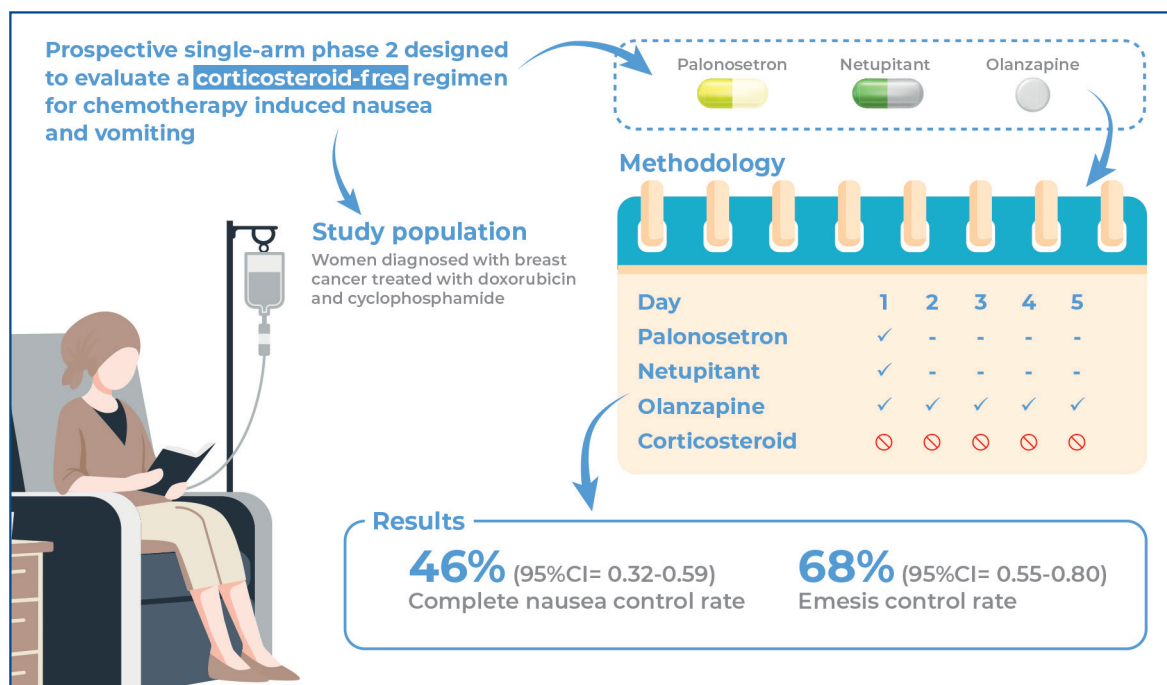 Prospective single-arm phase 2 designed
to evaluate a corticosteroid-free regimen
for chemotherapy induced nausea
and vomiting
Palonosetron Netupitant Olanzapine
Study population
Women diagnosed with breast
cancer treated with doxorubicin
and cyclophosphamide
Methodology
Day 1 2 3 4 5
Palonosetron ✓ - - - -
Netupitant ✓ - - - -
Olanzapine ✓ ✓ ✓ ✓ ✓
Corticosteroid 🚫 🚫 🚫 🚫 🚫
Results
46% (95%CI= 0.32-0.59)
Complete nausea control rate
68% (95%CI= 0.55-0.80)
Emesis control rate